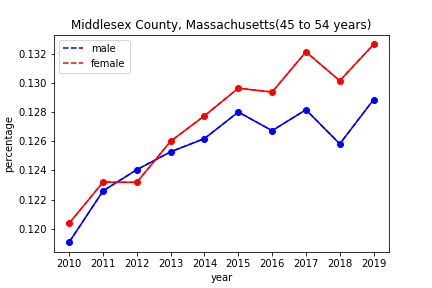 Middlesex County, Massachusetts(45 to 54 years)
male
female
0.132
0.130
0.128
0.126
0.124
0.122
0.120
percentage
2010 2011 2012 2013 2014 2015 2016 2017 2018 2019
year